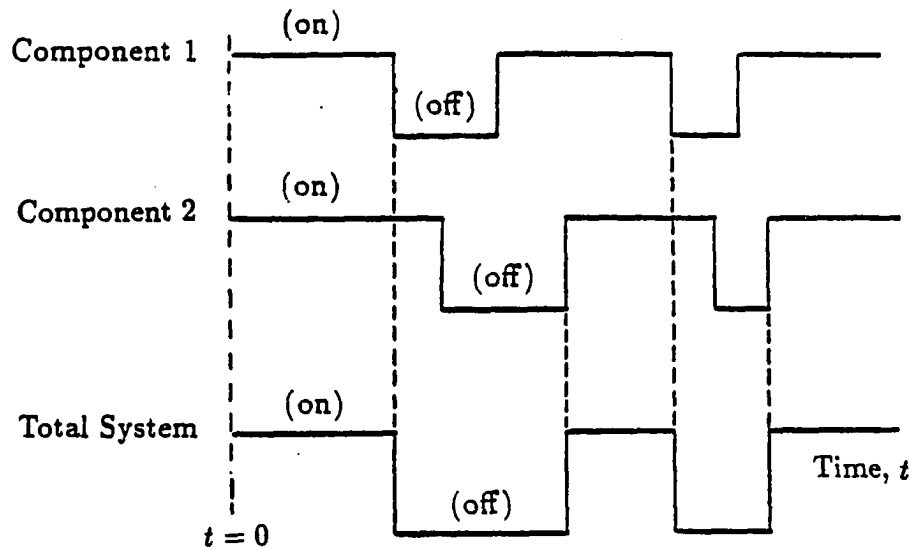 (on)
Component 1
(off)
(on)
Component 2
(off)
(on)
Total System
Time, t
(off)
t = 0